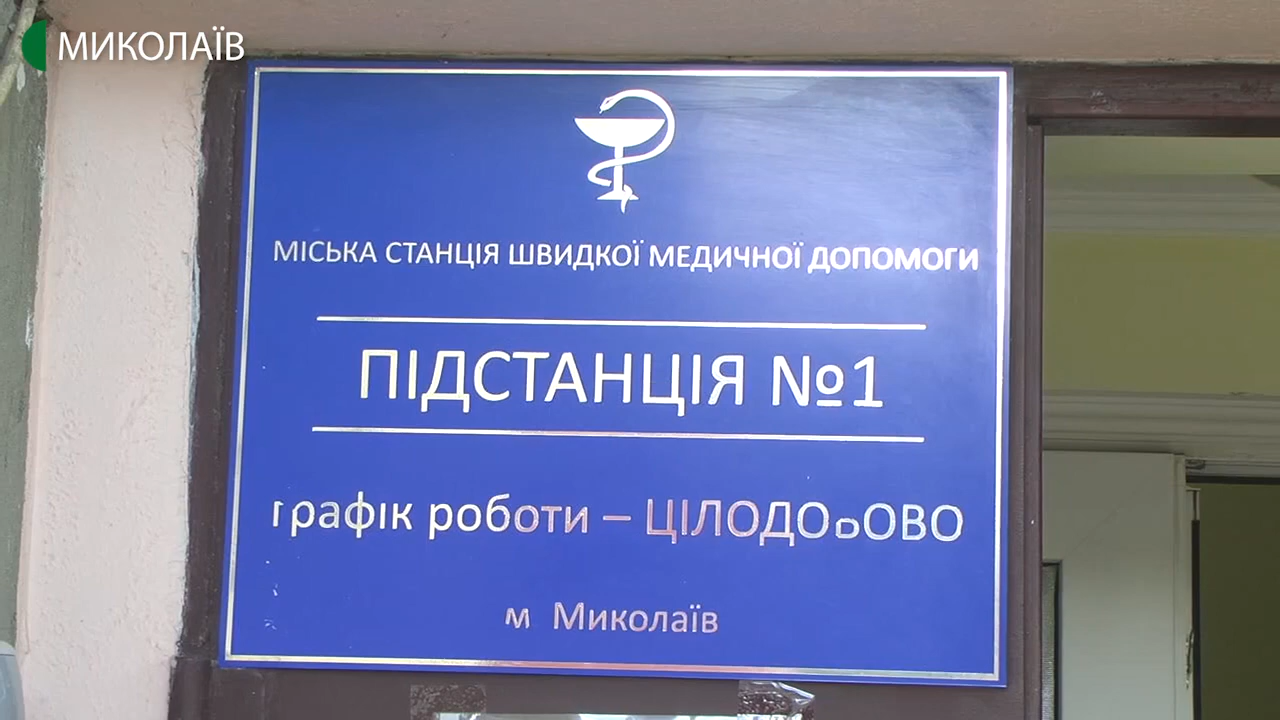 МИКОЛАЇВ
МІСЬКА СТАНЦІЯ ШВИДКОЇ МЕДИЧНОЇ ДОПОМОГИ
ПІДСТАНЦІЯ №1
графік роботи – ЦІЛОДОБОВО
м Миколаїв